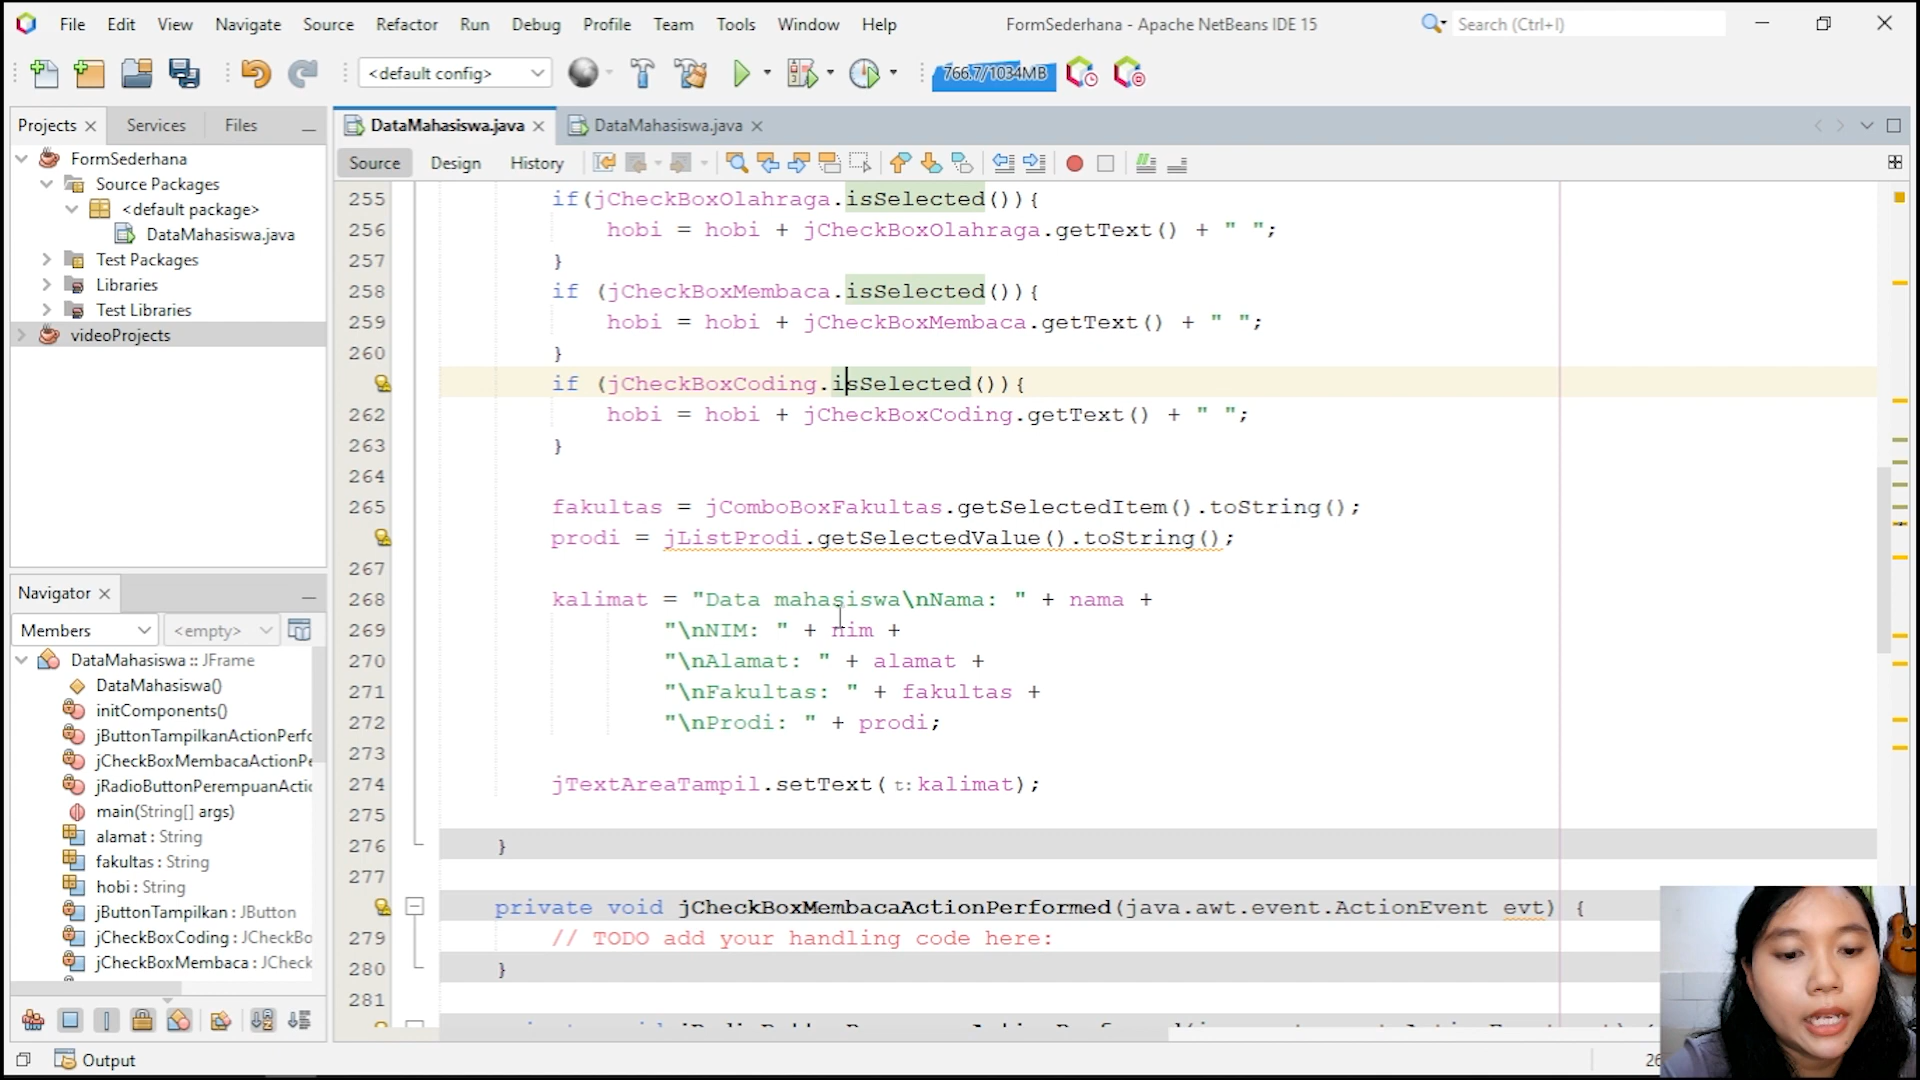 File Edit View Navigate Source Refactor Run Debug Profile Team Tools Window Help FormSederhana - Apache NetBeans IDE 15 Search (Ctrl+I)
<default config> 766.7/1034MB
Projects Services Files DataMahasiswa.java DataMahasiswa.java
Source Design History
FormSederhana
Source Packages
<default package>
DataMahasiswa.java
Test Packages
Libraries
Test Libraries
videoProjects
255 if(jCheckBoxOlahraga.isSelected()){
256 hobi = hobi + jCheckBoxOlahraga.getText() + " ";
257 }
258 if (jCheckBoxMembaca.isSelected()){
259 hobi = hobi + jCheckBoxMembaca.getText() + " ";
260 }
if (jCheckBoxCoding.isSelected()){
262 hobi = hobi + jCheckBoxCoding.getText() + " ";
263 }
264
265 fakultas = jComboBoxFakultas.getSelectedItem().toString();
prodi = jListProdi.getSelectedValue().toString();
267
268 kalimat = "Data mahasiswa\nNama: " + nama +
269 "\nNIM: " + nim +
270 "\nAlamat: " + alamat +
271 "\nFakultas: " + fakultas +
272 "\nProdi: " + prodi;
273
274 jTextAreaTampil.setText( t: kalimat);
275
276 }
277
private void jCheckBoxMembacaActionPerformed(java.awt.event.ActionEvent evt) {
279 // TODO add your handling code here:
280 }
281
Navigator
Members <empty>
DataMahasiswa :: JFrame
DataMahasiswa()
initComponents()
jButtonTampilkanActionPerfo
jCheckBoxMembacaActionPe
jRadioButtonPerempuanActio
main(String[] args)
alamat : String
fakultas : String
hobi : String
jButtonTampilkan : JButton
jCheckBoxCoding : JCheckBo
jCheckBoxMembaca : JCheck
Output